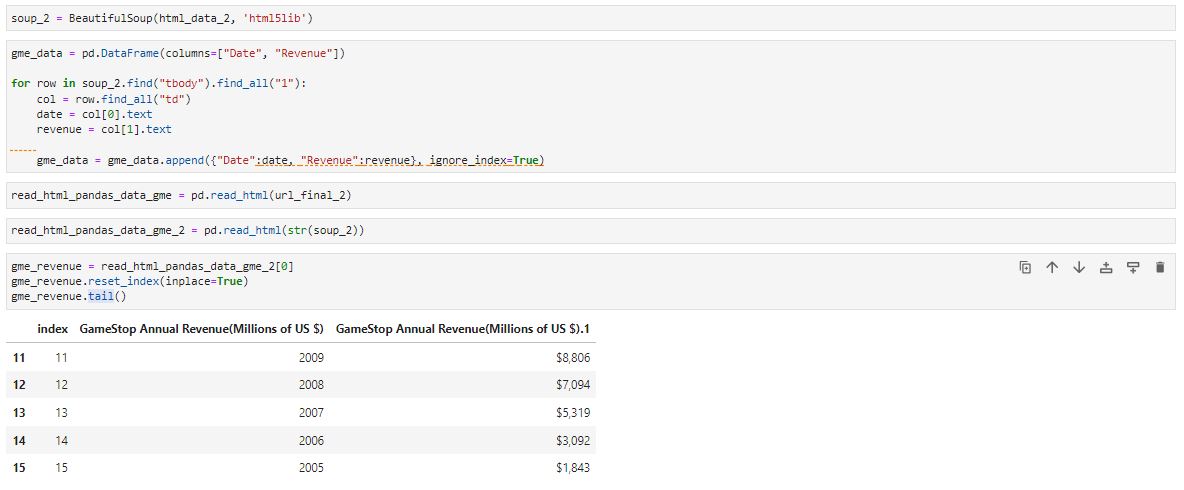 soup_2 = BeautifulSoup(html_data_2, 'html5lib')
gme_data = pd.DataFrame(columns=["Date", "Revenue"])
for row in soup_2.find("tbody").find_all("1"):
    col = row.find_all("td")
    date = col[0].text
    revenue = col[1].text
    gme_data = gme_data.append({"Date":date, "Revenue":revenue}, ignore_index=True)
read_html_pandas_data_gme = pd.read_html(url_final_2)
read_html_pandas_data_gme_2 = pd.read_html(str(soup_2))
gme_revenue = read_html_pandas_data_gme_2[0]
gme_revenue.reset_index(inplace=True)
gme_revenue.tail()
index GameStop Annual Revenue(Millions of US $) GameStop Annual Revenue(Millions of US $).1
11 11 2009 $8,806
12 12 2008 $7,094
13 13 2007 $5,319
14 14 2006 $3,092
15 15 2005 $1,843